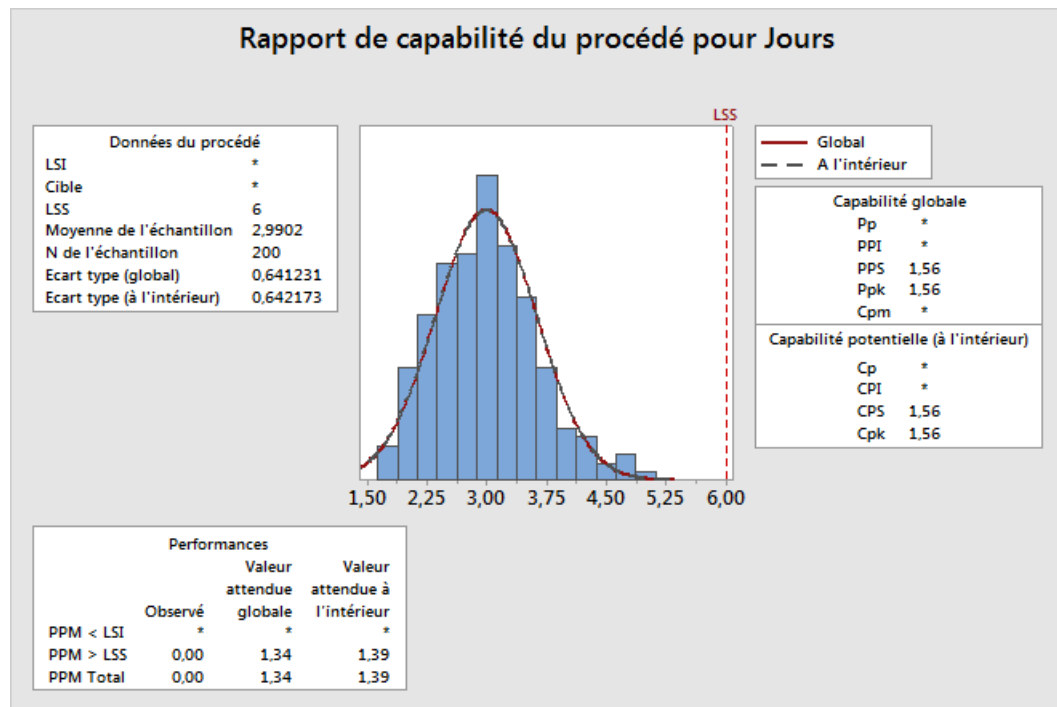 Rapport de capabilité du procédé pour Jours
LSS
Données du procédé
LSI *
Cible *
LSS 6
Moyenne de l'échantillon 2,9902
N de l'échantillon 200
Ecart type (global) 0,641231
Ecart type (à l'intérieur) 0,642173
Global
A l'intérieur
Capabilité globale
Pp *
PPI *
PPS 1,56
Ppk 1,56
Cpm *
Capabilité potentielle (à l'intérieur)
Cp *
CPI *
CPS 1,56
Cpk 1,56
1,50 2,25 3,00 3,75 4,50 5,25 6,00
Performances
Valeur Valeur
attendue attendue à
Observé globale l'intérieur
PPM < LSI * * *
PPM > LSS 0,00 1,34 1,39
PPM Total 0,00 1,34 1,39